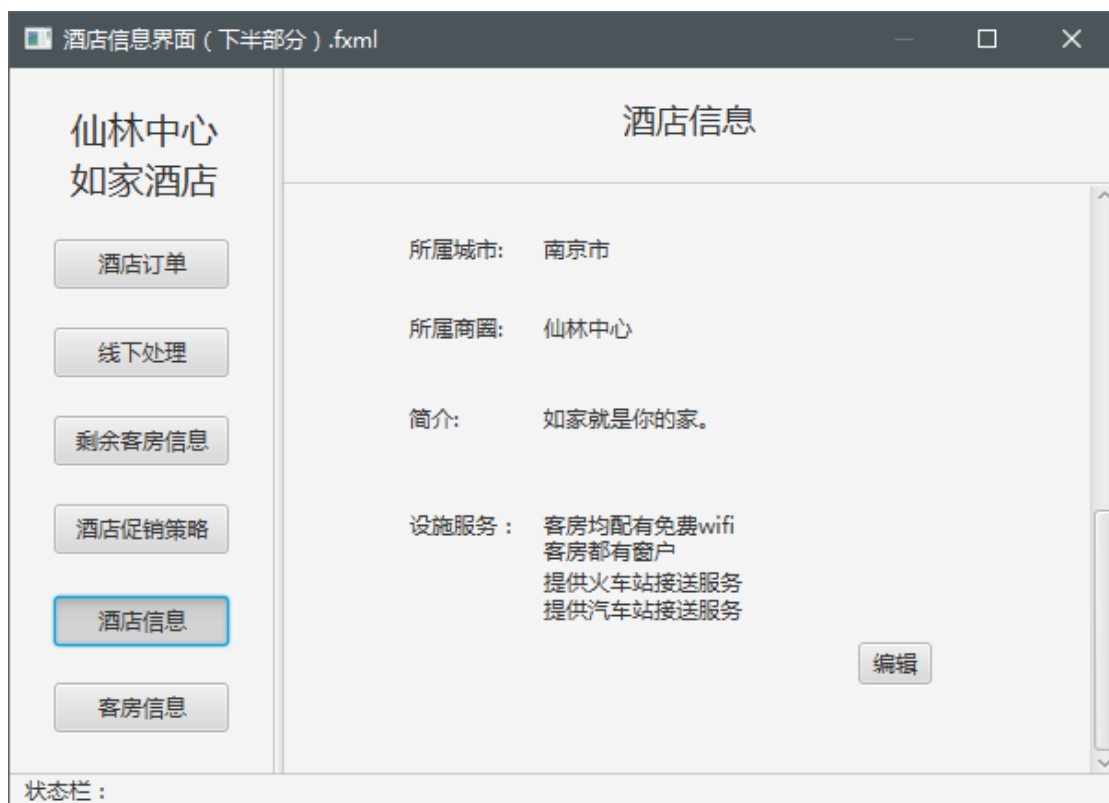 酒店信息界面（下半部分）.fxml
仙林中心
如家酒店
酒店订单
线下处理
剩余客房信息
酒店促销策略
酒店信息
客房信息
酒店信息
所属城市: 南京市
所属商圈: 仙林中心
简介: 如家就是你的家。
设施服务： 客房均配有免费wifi
客房都有窗户
提供火车站接送服务
提供汽车站接送服务
编辑
状态栏：